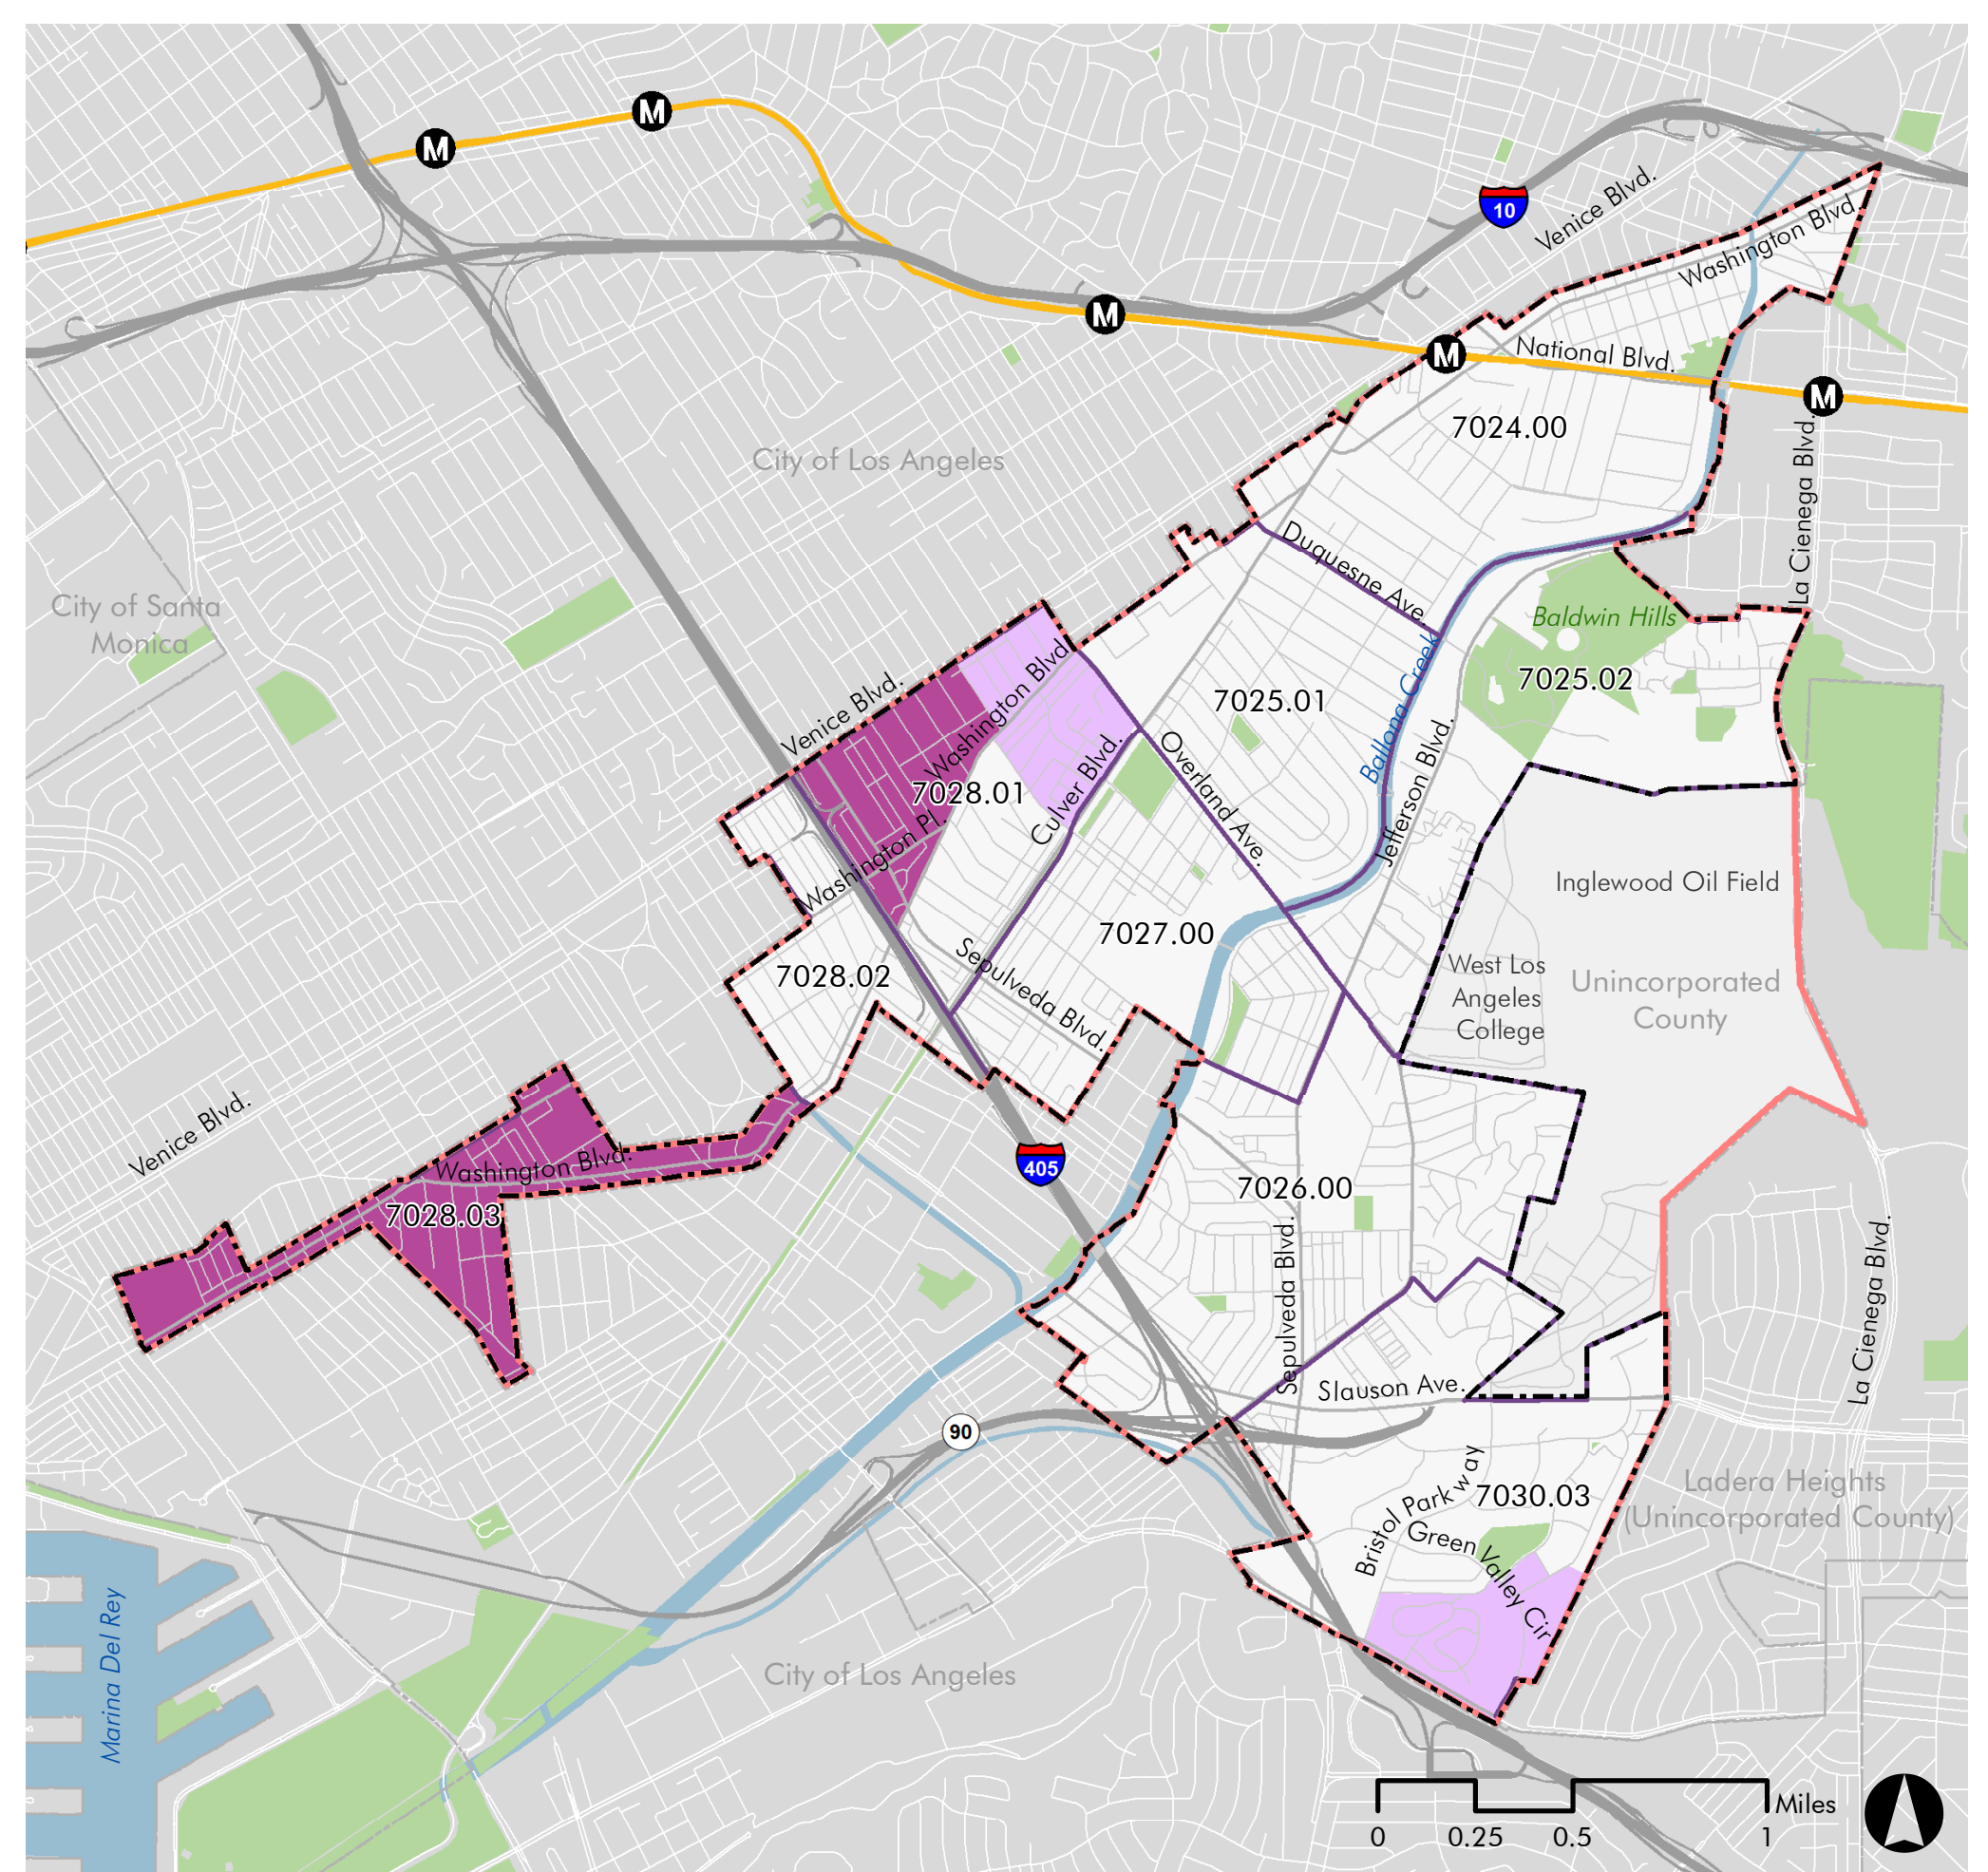 M
M
10
Venice Blvd.
Washington Blvd.
M
M
National Blvd.
M
7024.00
City of Los Angeles
La Cienega Blvd.
Duquesne Ave.
City of Santa
Monica
Baldwin Hills
7025.02
Ballona Creek
7025.01
Washington Blvd.
Venice Blvd.
Overland Ave.
Culver Blvd.
7028.01
Jefferson Blvd.
Washington Pl.
Inglewood Oil Field
7027.00
Sepulveda Blvd.
7028.02
West Los
Angeles
College
Unincorporated
County
Venice Blvd.
Washington Blvd.
405
7028.03
7026.00
Sepulveda Blvd.
La Cienega Blvd.
Slauson Ave.
90
Bristol Parkway
7030.03
Ladera Heights
(Unincorporated County)
Green Valley Cir
Marina Del Rey
City of Los Angeles
Miles
0
0.25
0.5
1